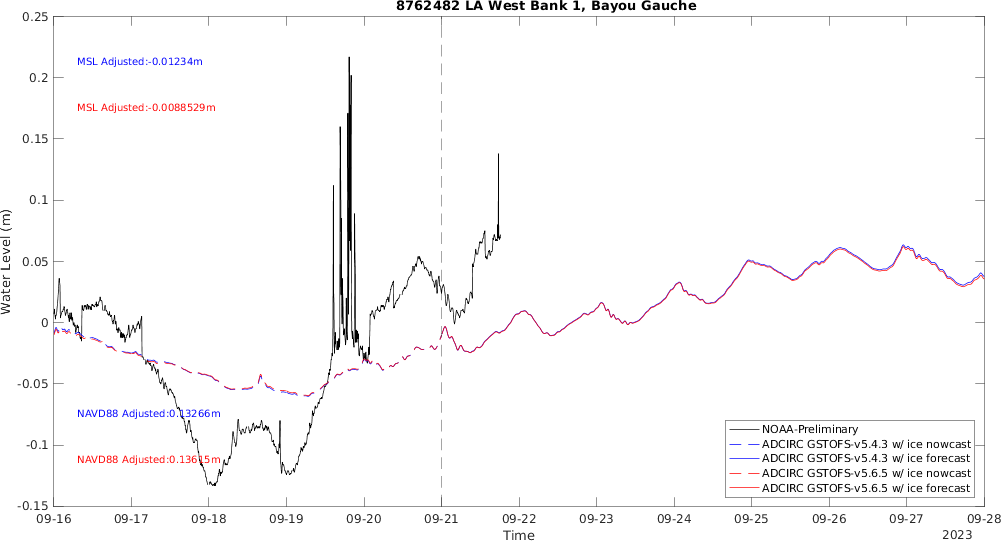 8762482 LA West Bank 1, Bayou Gauche
0.25
0.2
0.15
0.1
0.05
0
-0.05
-0.1
-0.15
Water Level (m)
MSL Adjusted:-0.01234m
MSL Adjusted:-0.0088529m
NAVD88 Adjusted:0.13266m
NAVD88 Adjusted:0.13615m
NOAA-Preliminary
ADCIRC GSTOFS-v5.4.3 w/ ice nowcast
ADCIRC GSTOFS-v5.4.3 w/ ice forecast
ADCIRC GSTOFS-v5.6.5 w/ ice nowcast
ADCIRC GSTOFS-v5.6.5 w/ ice forecast
09-16 09-17 09-18 09-19 09-20 09-21 09-22 09-23 09-24 09-25 09-26 09-27 09-28
Time
2023